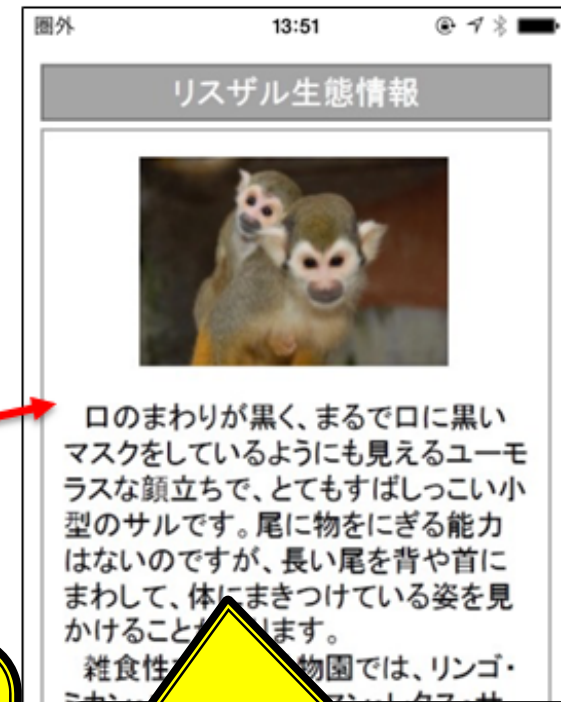 圏外 13:51
リスザル生態情報
口のまわりが黒く、まるで口に黒い
マスクをしているようにも見えるユーモ
ラスな顔立ちで、とてもすばしっこい小
型のサルです。尾に物をにぎる能力
はないのですが、長い尾を背や首に
まわして、体にまきつけている姿を見
かけること ります。
雑食性 物園では、リンゴ・